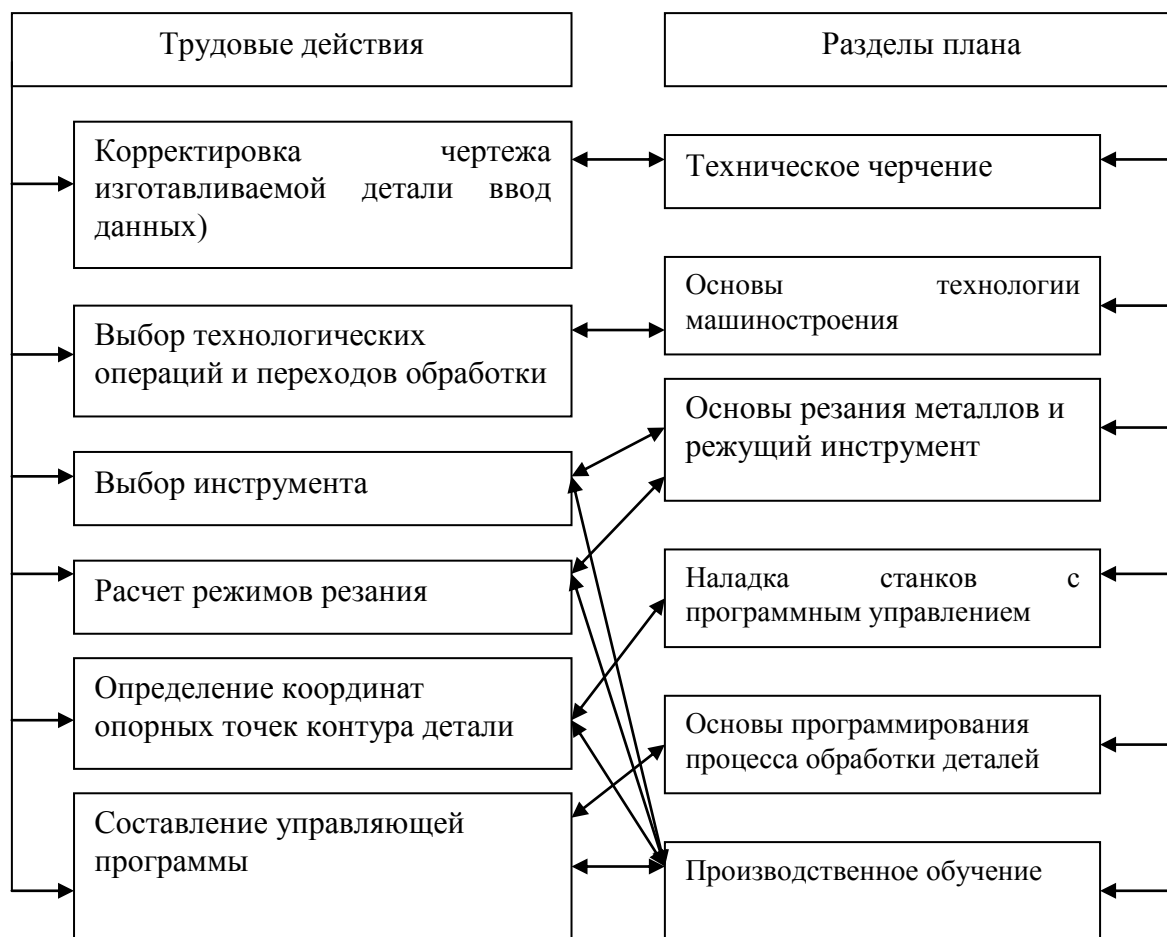 Трудовые действия
Разделы плана
Корректировка чертежа
изготавливаемой детали ввод
данных)
Техническое черчение
Выбор технологических
операций и переходов обработки
Основы технологии
машиностроения
Выбор инструмента
Основы резания металлов и
режущий инструмент
Расчет режимов резания
Наладка станков с
программным управлением
Определение координат
опорных точек контура детали
Основы программирования
процесса обработки деталей
Составление управляющей
программы
Производственное обучение